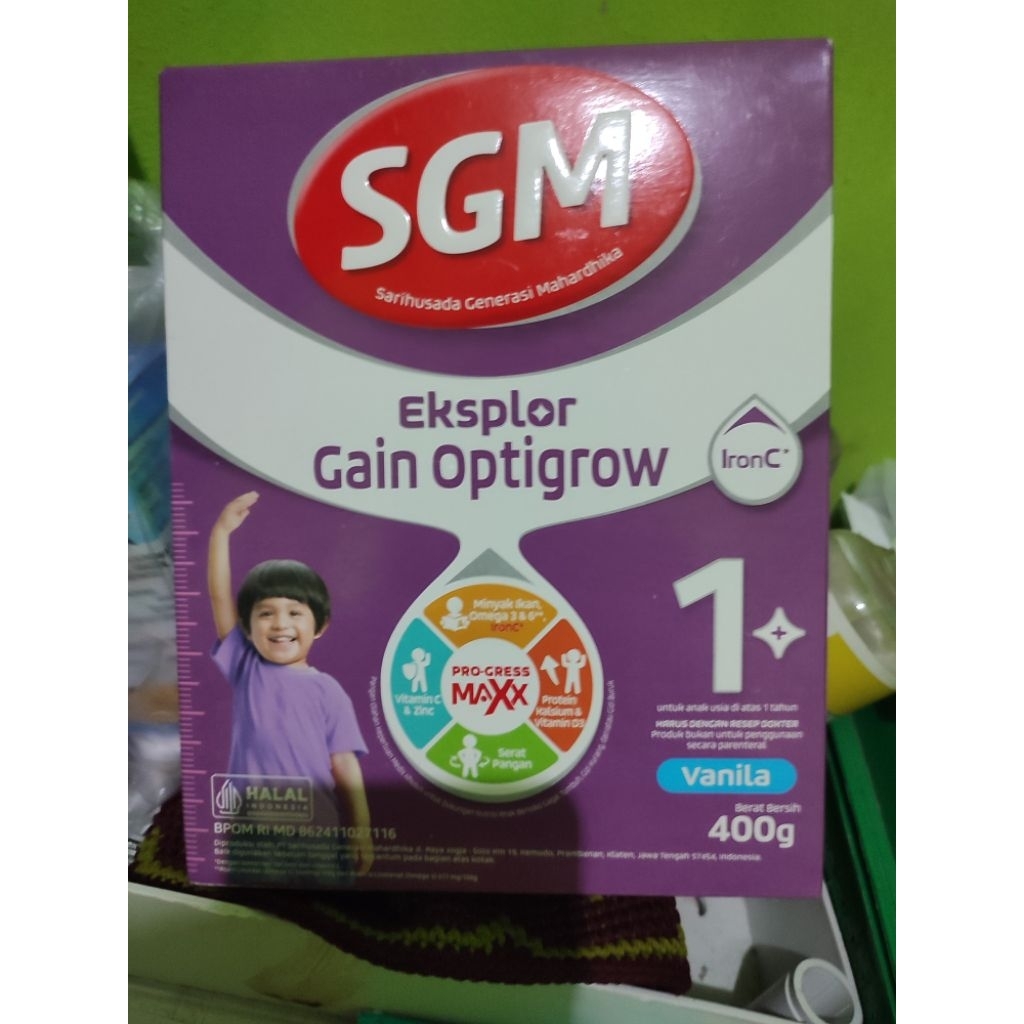 SGM
Sarihusada Generasi Mahardhika
Eksplor
Gain Optigrow
IronC*
1+
untuk anak usia di atas 1 tahun
HARUS DENGAN RESEP DOKTER
Produk bukan untuk penggunaan
secara parenteral
Vanila
Berat Bersih
400g
Minyak Ikan,
Omega 3 & 6**,
IronC*
Vitamin C
& Zinc
PRO-GRESS
MAXX
Protein
Kalsium &
Vitamin D3
Serat
Pangan
HALAL
INDONESIA
BPOM RI MD 862411027116